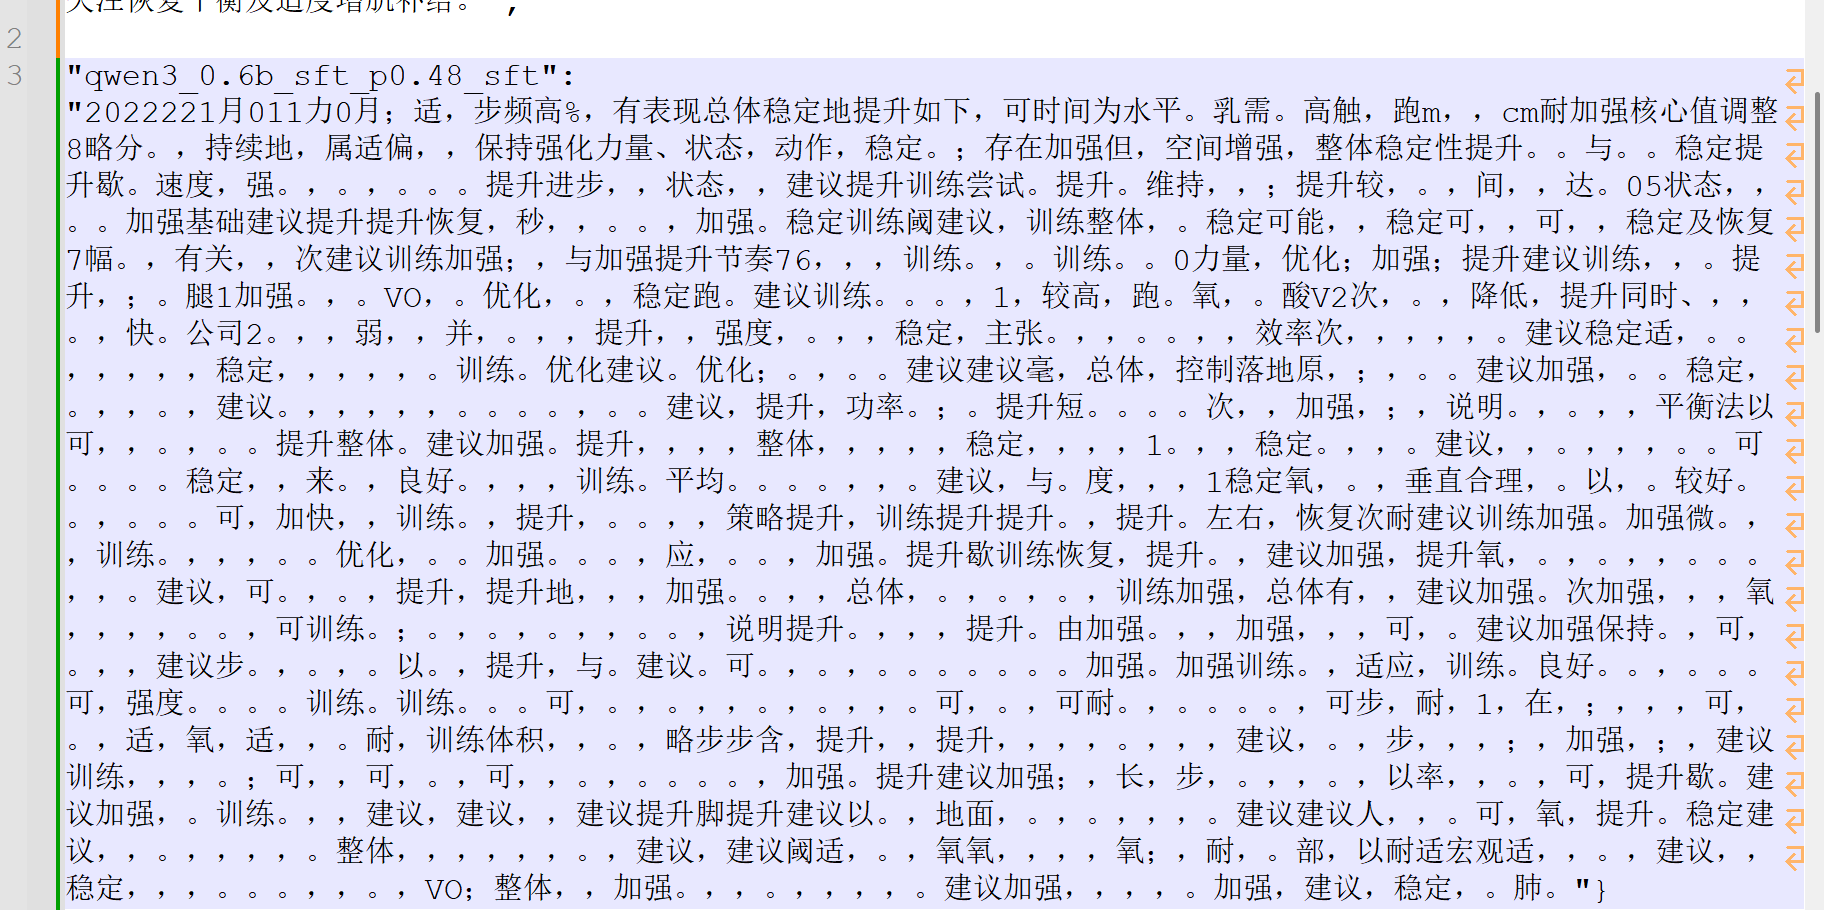 关注恢复平衡及适度增肌补给。",
2
3
"qwen3_0.6b_sft_p0.48_sft":
"2022221月011力0月；适，步频高%，有表现总体稳定地提升如下，可时间为水平。乳需。高触，跑m，，cm耐加强核心值调整
8略分。，持续地，属适偏，，保持强化力量、状态，动作，稳定。；存在加强但，空间增强，整体稳定性提升。。与。。稳定提
升歇。速度，强。，。，。。。提升进步，，状态，，建议提升训练尝试。提升。维持，，；提升较，。，间，，达。05状态，，
。。加强基础建议提升提升恢复，秒，，。。，加强。稳定训练阈建议，训练整体，。稳定可能，，稳定可，，可，，稳定及恢复
7幅。，有关，，次建议训练加强；，与加强提升节奏76，，，训练。，。训练。。0力量，优化；加强；提升建议训练，，。提
升，；。腿1加强。，。VO，。优化，。，稳定跑。建议训练。。。，1，较高，跑。氧，。酸V2次，。，降低，提升同时、，，
。，快。公司2。，，弱，，并，。，，提升，，强度，。，，稳定，主张。，，。，，，效率次，，，，，。建议稳定适，。。
，，，，，稳定，，，，，。训练。优化建议。优化；。，。。建议建议毫，总体，控制落地原，；，。。建议加强，。。稳定，
。，，。，建议。，，，，，。。。。。。。建议，提升，功率。；。提升短。。。。次，，加强，；，说明。，。，，平衡法以
可，，。，。。提升整体。建议加强。提升，，，，整体，，，，，稳定，，，，1。，，稳定。，，。建议，，。，，，。。可
。。。。稳定，，来。，良好。，，，训练。平均。。。。，，。建议，与。度，，，1稳定氧，。，垂直合理，。以，。较好。
。，。。。可，加快，，训练。，提升，。。，，策略提升，训练提升提升。，提升。左右，恢复次耐建议训练加强。加强微。，
，训练。，，，。。优化，。。加强。。。，应，。。，加强。提升歇训练恢复，提升。，建议加强，提升氧，。。，。，，。。。
，，。建议，可。，。，提升，提升地，，，加强。。，，总体，。，。，。，训练加强，总体有，，建议加强。次加强，，，氧
，，，，。。，可训练。；。。，。，。，。。，说明提升。，，，提升。由加强。，，加强，，，可，。建议加强保持。，可，
。，，建议步。，。，。以。，提升，与。建议。可。，。，。。。。。。。加强。加强训练。，适应，训练。良好。。，。。。
可，强度。。。。训练。训练。。。可，。。，。，，。，。，。可，。，可耐。，。。。。，可步，耐，1，在，；，，，可，
。，适，氧，适，，。耐，训练体积，，。，略步步含，提升，，提升，，，，。，，，建议，。，步，，，；，加强，；，建议
训练，，，。；可，，可，。，可，，。。。。。。，加强。提升建议加强；，长，步，。，，。，以率，，。，可，提升歇。建
议加强，。训练。，，建议，建议，，建议提升脚提升建议以。，地面，。。，。，，。建议建议人，，。可，氧，提升。稳定建
议，，。，，，，。整体，，，，，，。，建议，建议阈适，。，氧氧，，，，氧；，耐，。部，以耐适宏观适，，。，建议，，
稳定，，，。。。，，。，VO；整体，，加强。，，。，，，。建议加强，，，，。加强，建议，稳定，。肺。"}